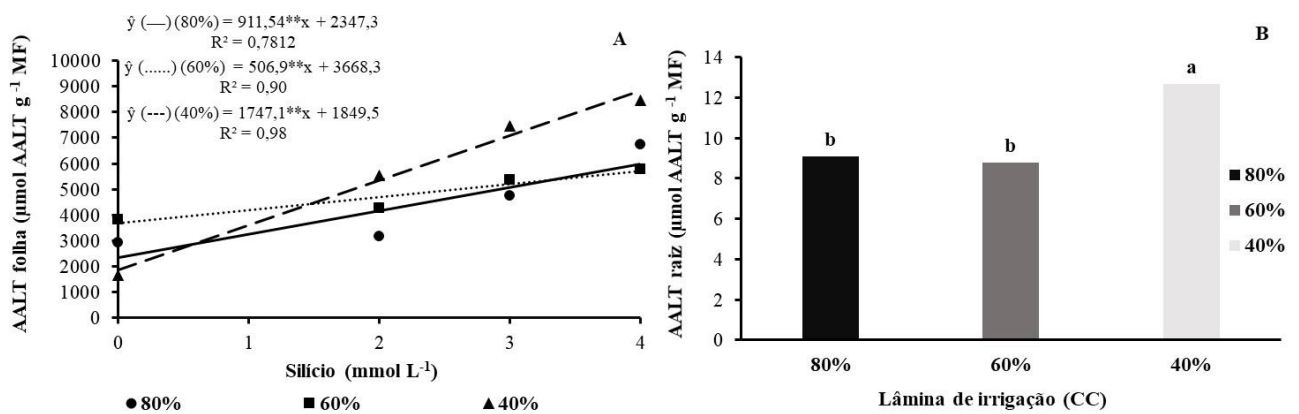 ŷ (—) (80%) = 911,54**x + 2347,3
R² = 0,7812
ŷ (......) (60%) = 506,9**x + 3668,3
R² = 0,90
ŷ (---) (40%) = 1747,1**x + 1849,5
R² = 0,98
A
AALT folha (µmol AALT g ⁻¹ MF)
10000
9000
8000
7000
6000
5000
4000
3000
2000
1000
0
0 1 2 3 4
Silício (mmol L⁻¹)
80% 60% 40%
B
AALT raiz (µmol AALT g ⁻¹ MF)
14
12
10
8
6
4
2
0
b b a
80% 60% 40%
Lâmina de irrigação (CC)
80%
60%
40%